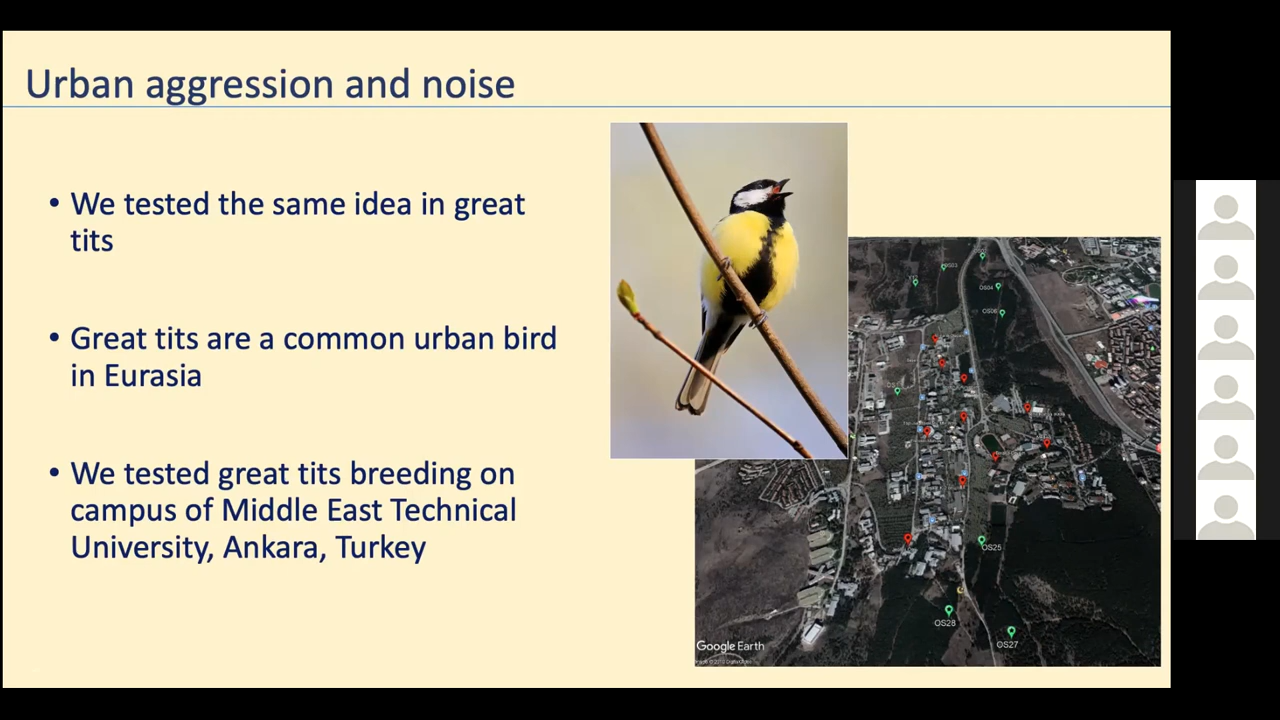 Urban aggression and noise
• We tested the same idea in great
tits
• Great tits are a common urban bird
in Eurasia
• We tested great tits breeding on
campus of Middle East Technical
University, Ankara, Turkey
OS04
OS06
OS25
OS28
OS27
Google Earth